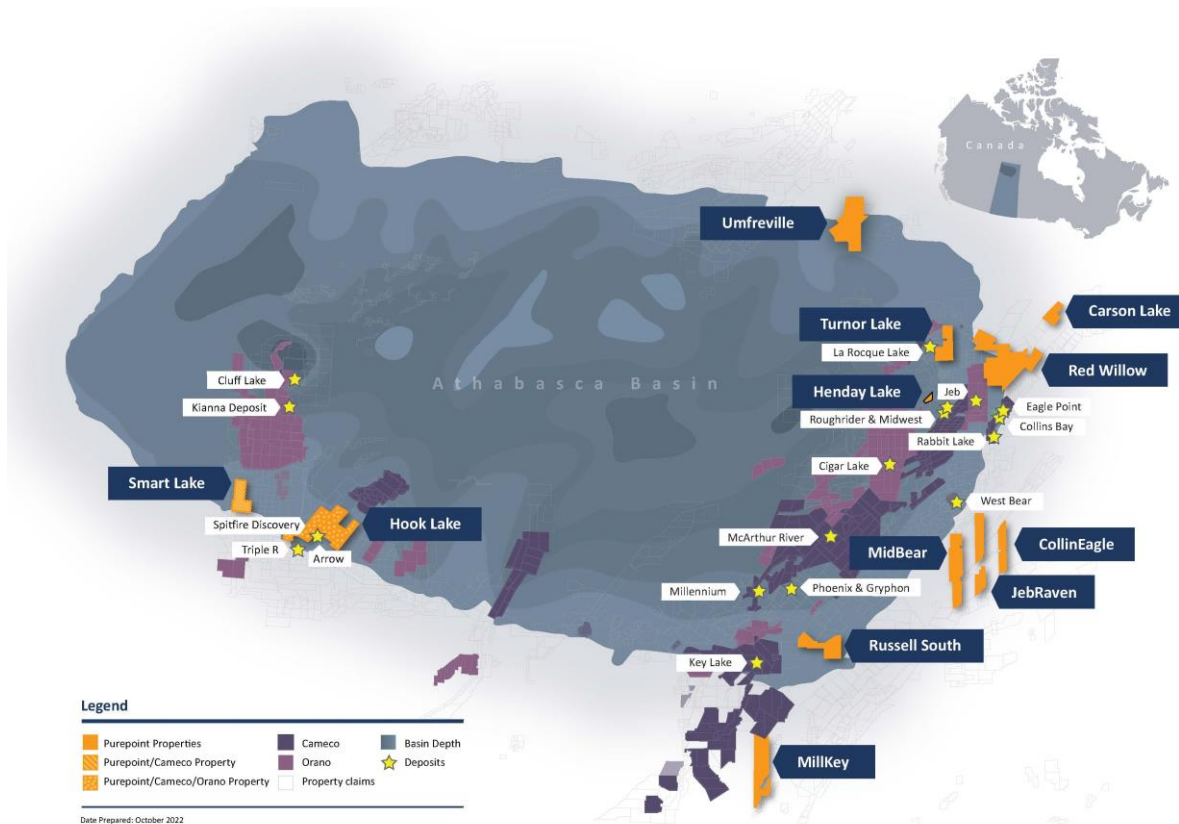 Canada
Umfreville
Carson Lake
Turnor Lake
La Rocque Lake
Red Willow
Athabasca Basin
Cluff Lake
Kianna Deposit
Henday Lake
Jeb
Roughrider & Midwest
Eagle Point
Collins Bay
Rabbit Lake
Cigar Lake
Smart Lake
West Bear
Spitfire Discovery
Hook Lake
Triple R
Arrow
McArthur River
MidBear
CollinEagle
Millennium
Phoenix & Gryphon
JebRaven
Russell South
Key Lake
MillKey
Legend
Purepoint Properties
Purepoint/Cameco Property
Purepoint/Cameco/Orano Property
Cameco
Orano
Property claims
Basin Depth
Deposits
Date Prepared: October 2022